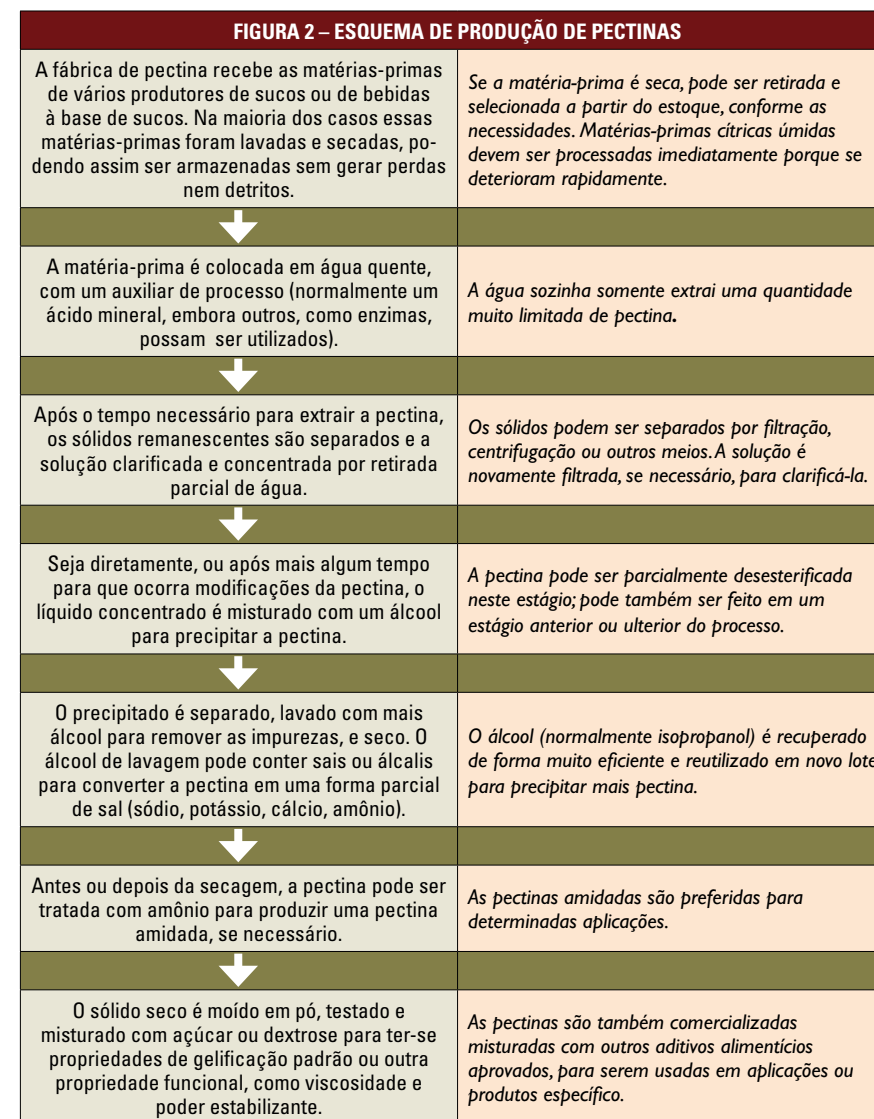 FIGURA 2 – ESQUEMA DE PRODUÇÃO DE PECTINAS
A fábrica de pectina recebe as matérias-primas
de vários produtores de sucos ou de bebidas
à base de sucos. Na maioria dos casos essas
matérias-primas foram lavadas e secadas, po-
dendo assim ser armazenadas sem gerar perdas
nem detritos.
Se a matéria-prima é seca, pode ser retirada e
selecionada a partir do estoque, conforme as
necessidades. Matérias-primas cítricas úmidas
devem ser processadas imediatamente porque se
deterioram rapidamente.
A matéria-prima é colocada em água quente,
com um auxiliar de processo (normalmente um
ácido mineral, embora outros, como enzimas,
possam ser utilizados).
A água sozinha somente extrai uma quantidade
muito limitada de pectina.
Após o tempo necessário para extrair a pectina,
os sólidos remanescentes são separados e a
solução clarificada e concentrada por retirada
parcial de água.
Os sólidos podem ser separados por filtração,
centrifugação ou outros meios. A solução é
novamente filtrada, se necessário, para clarificá-la.
Seja diretamente, ou após mais algum tempo
para que ocorra modificações da pectina, o
líquido concentrado é misturado com um álcool
para precipitar a pectina.
A pectina pode ser parcialmente desesterificada
neste estágio; pode também ser feito em um
estágio anterior ou ulterior do processo.
O precipitado é separado, lavado com mais
álcool para remover as impurezas, e seco. O
álcool de lavagem pode conter sais ou álcalis
para converter a pectina em uma forma parcial
de sal (sódio, potássio, cálcio, amônio).
O álcool (normalmente isopropanol) é recuperado
de forma muito eficiente e reutilizado em novo lote
para precipitar mais pectina.
Antes ou depois da secagem, a pectina pode ser
tratada com amônio para produzir uma pectina
amidada, se necessário.
As pectinas amidadas são preferidas para
determinadas aplicações.
O sólido seco é moído em pó, testado e
misturado com açúcar ou dextrose para ter-se
propriedades de gelificação padrão ou outra
propriedade funcional, como viscosidade e
poder estabilizante.
As pectinas são também comercializadas
misturadas com outros aditivos alimentícios
aprovados, para serem usadas em aplicações ou
produtos específico.